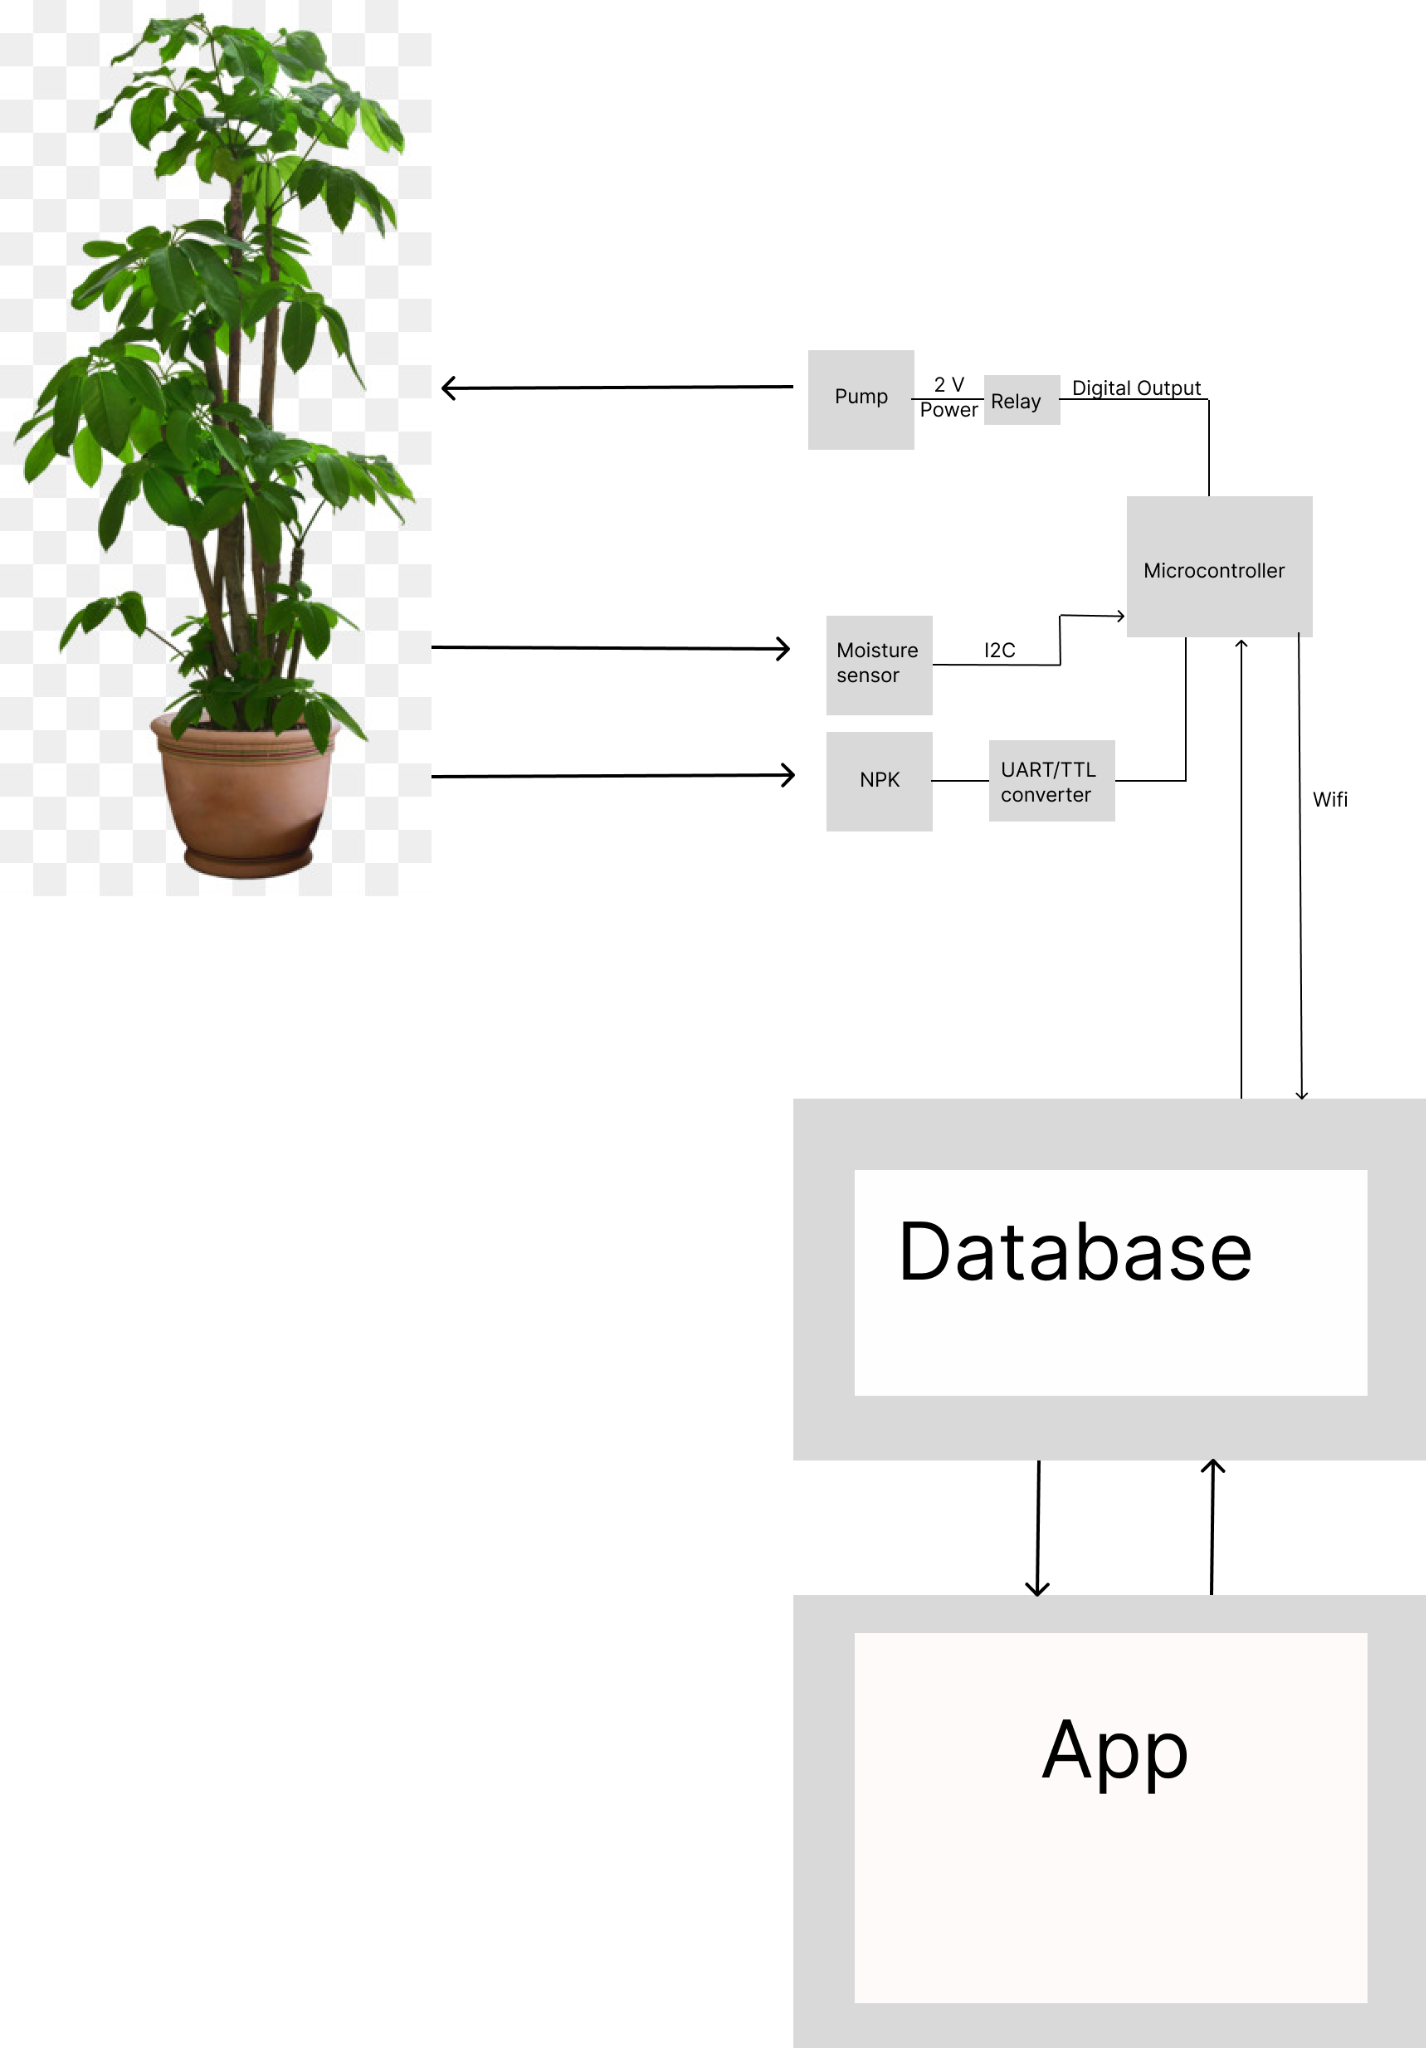 Pump
2 V
Power
Relay
Digital Output
Microcontroller
Moisture
sensor
I2C
NPK
UART/TTL
converter
Wifi
Database
App